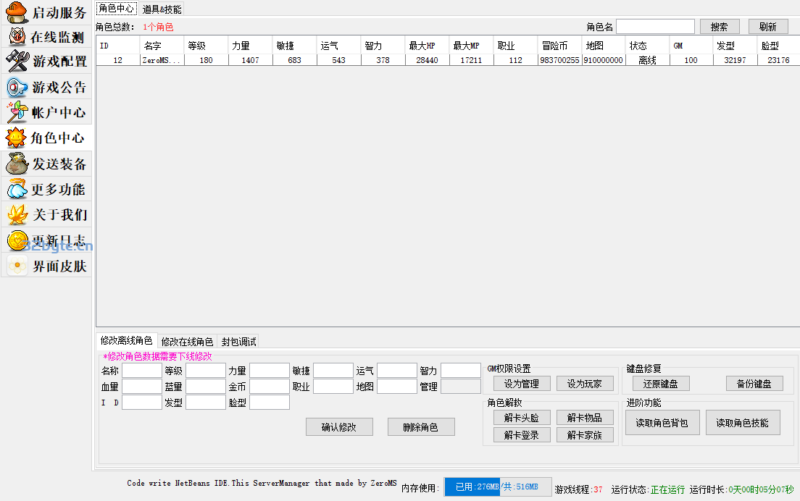 启动服务
在线监测
游戏配置
游戏公告
帐户中心
角色中心
发送装备
更多功能
关于我们
更新日志
界面皮肤
角色中心 道具&技能
角色总数: 1个角色 角色名 搜索 刷新
ID 名字 等级 力量 敏捷 运气 智力 最大HP 最大MP 职业 冒险币 地图 状态 GM 发型 脸型
12 ZeroMS... 180 1407 683 543 378 28440 17211 112 983700255 910000000 离线 100 32197 23176
修改离线角色 修改在线角色 封包调试
*修改角色数据需要下线修改
名称 等级 力量 敏捷 运气 智力
血量 蓝量 金币 职业 地图 管理
I D 发型 脸型
确认修改 删除角色
GM权限设置
设为管理 设为玩家
角色解救
解卡头脸 解卡物品
解卡登录 解卡家族
键盘修复
还原键盘 备份键盘
进阶功能
读取角色背包 读取角色技能
Code write NetBeans IDE.This ServerManager that made by ZeroMS 内存使用: 已用:276MB/共:516MB 游戏线程:37 运行状态:正在运行 运行时长:0天00时05分07秒